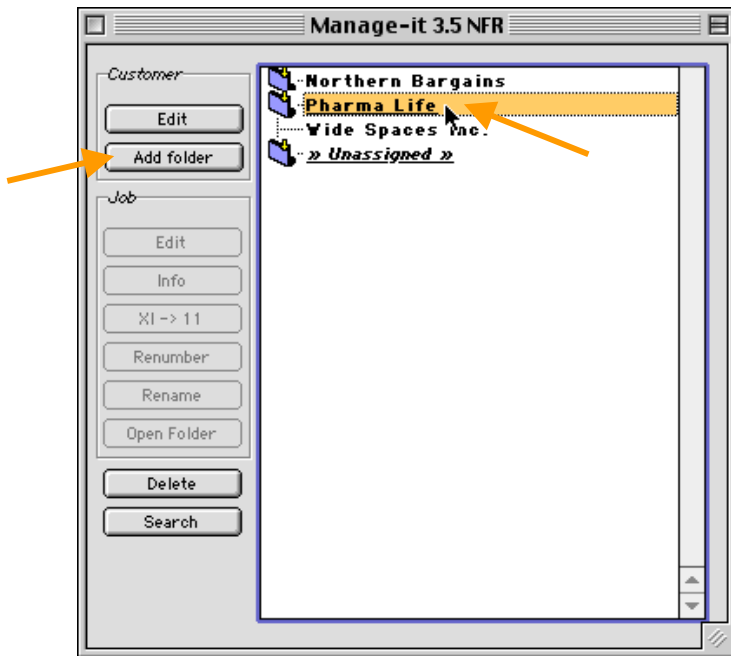 Manage-it 3.5 NFR
Customer
Edit
Add folder
Job
Edit
Info
XI -> 11
Renumber
Rename
Open Folder
Delete
Search
Northern Bargains
Pharma Life
Wide Spaces Inc.
» Unassigned »